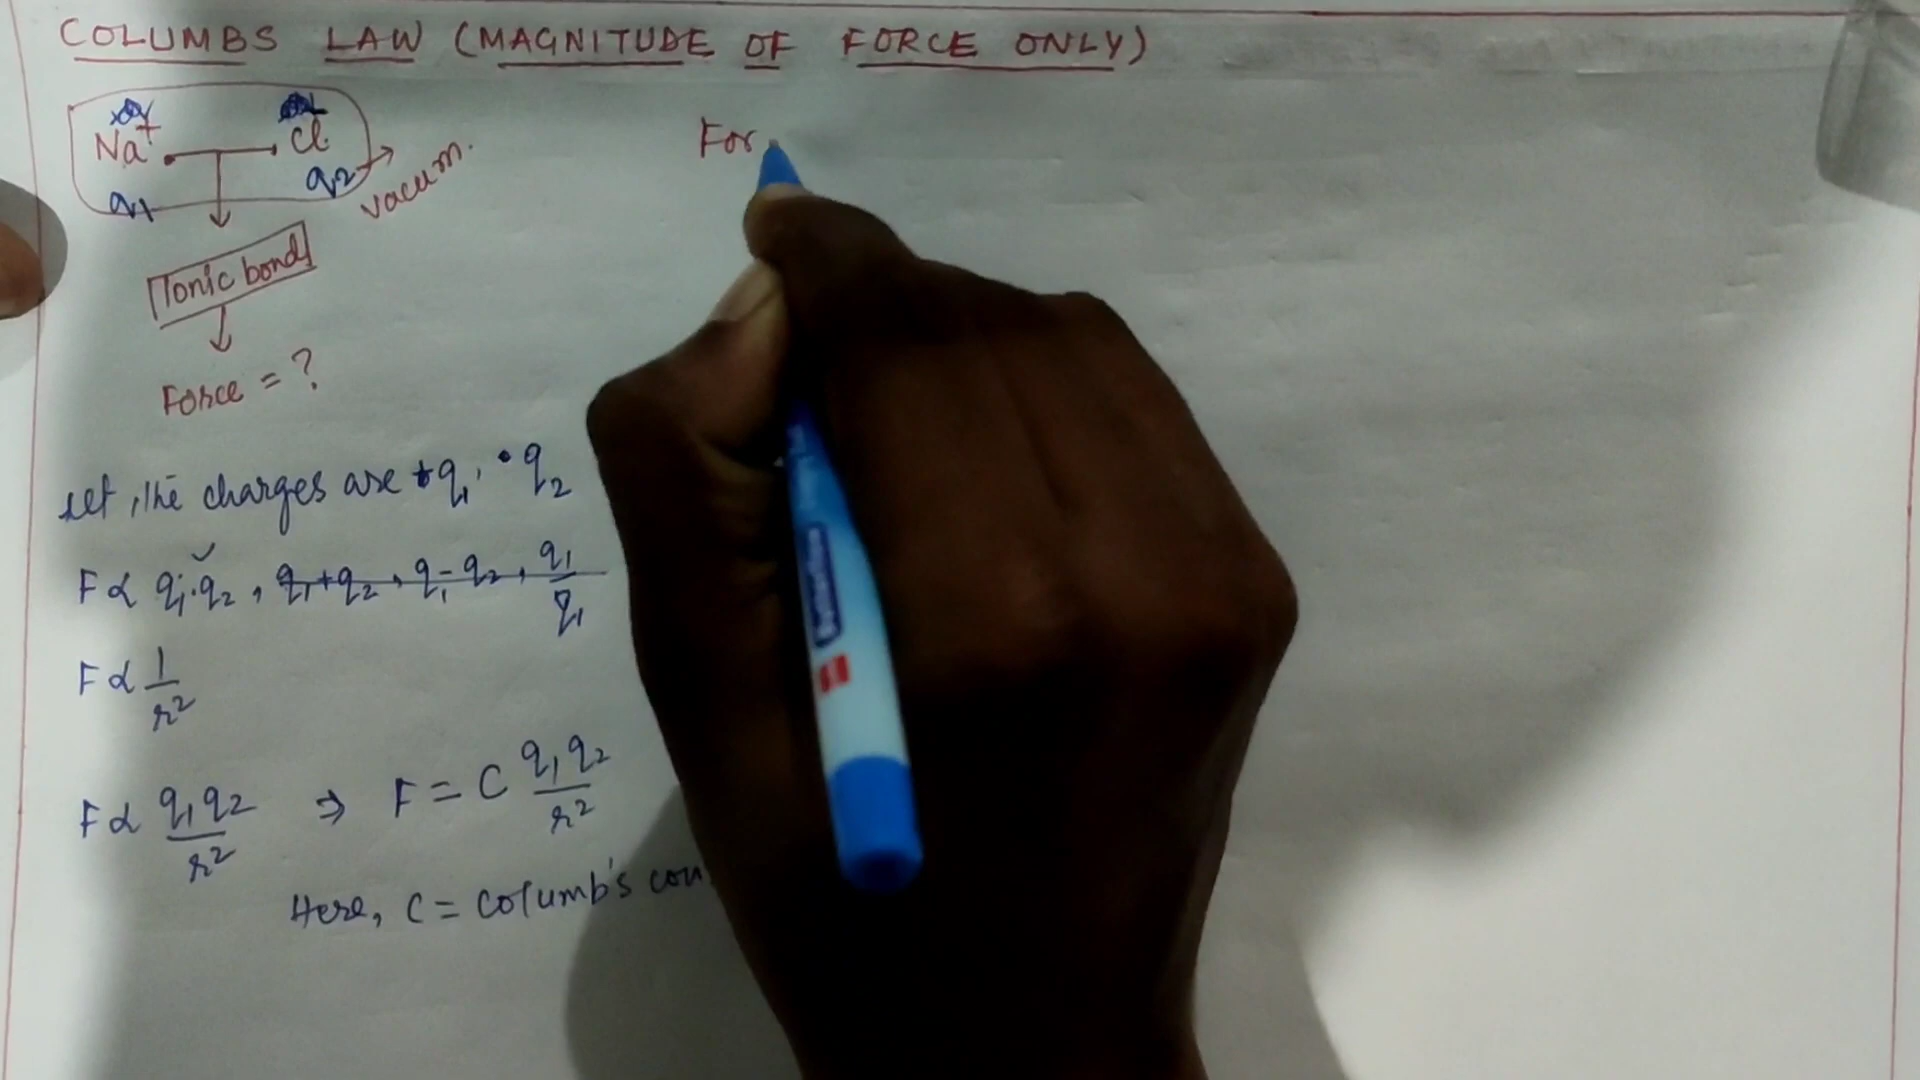 COLUMBS LAW (MAGNITUDE OF FORCE ONLY)
Na+ Cl
q1 q2
vacum.
Ionic bond
Force = ?
Let, the charges are +q1, q2
F∝ q1.q2, q1+q2, q1-q2, q1/q1
F∝ 1/r²
F∝ q1q2/r² ⇒ F = C q1q2/r²
Here, C = Columb's con
For